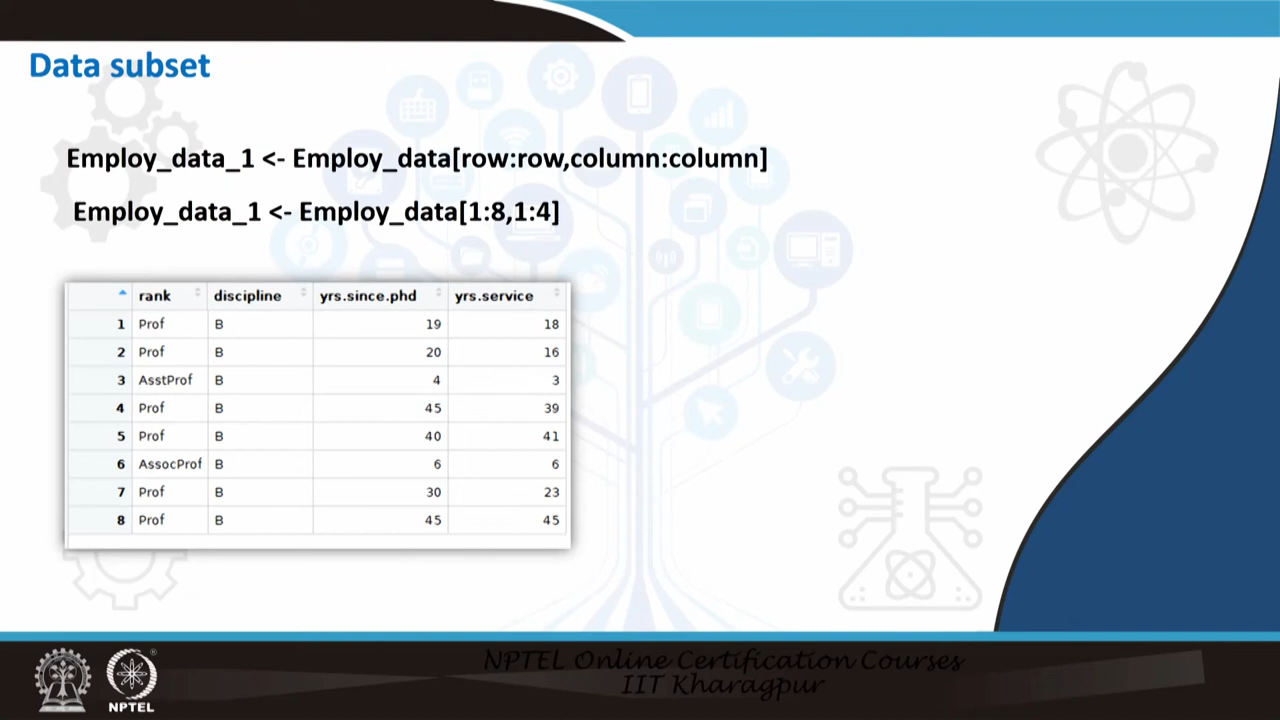 Data subset
Employ_data_1 <- Employ_data[row:row,column:column]
Employ_data_1 <- Employ_data[1:8,1:4]
rank discipline yrs.since.phd yrs.service
1 Prof B 19 18
2 Prof B 20 16
3 AsstProf B 4 3
4 Prof B 45 39
5 Prof B 40 41
6 AssocProf B 6 6
7 Prof B 30 23
8 Prof B 45 45
NPTEL Online Certification Courses
IIT Kharagpur
NPTEL